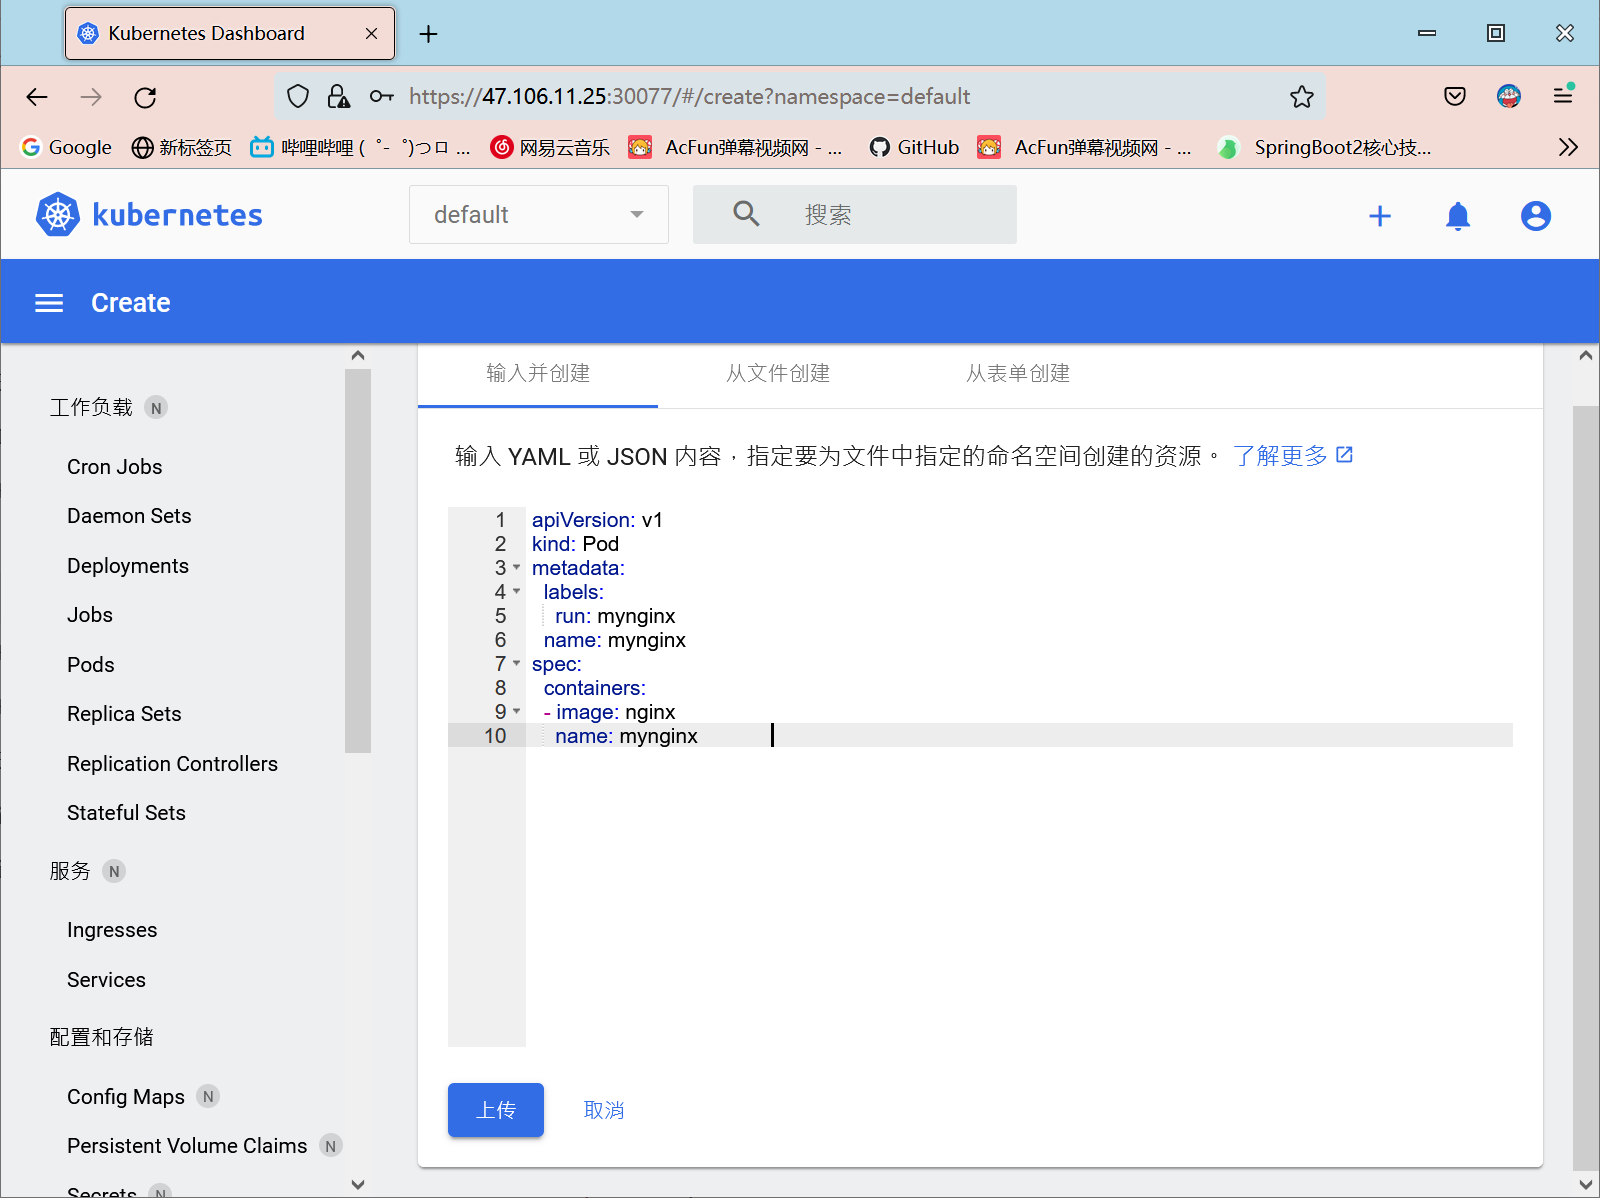 Kubernetes Dashboard
https://47.106.11.25:30077/#/create?namespace=default
Google 新标签页 哔哩哔哩 ( ゜- ゜)つロ ... 网易云音乐 AcFun弹幕视频网 - ... GitHub AcFun弹幕视频网 - ... SpringBoot2核心技...
kubernetes default 搜索
Create
输入并创建 从文件创建 从表单创建
工作负载 N
Cron Jobs
Daemon Sets
Deployments
Jobs
Pods
Replica Sets
Replication Controllers
Stateful Sets
服务 N
Ingresses
Services
配置和存储
Config Maps N
Persistent Volume Claims N
Secrets N
输入 YAML 或 JSON 内容，指定要为文件中指定的命名空间创建的资源。 了解更多
1 apiVersion: v1
2 kind: Pod
3 metadata:
4 labels:
5 run: mynginx
6 name: mynginx
7 spec:
8 containers:
9 - image: nginx
10 name: mynginx
上传 取消